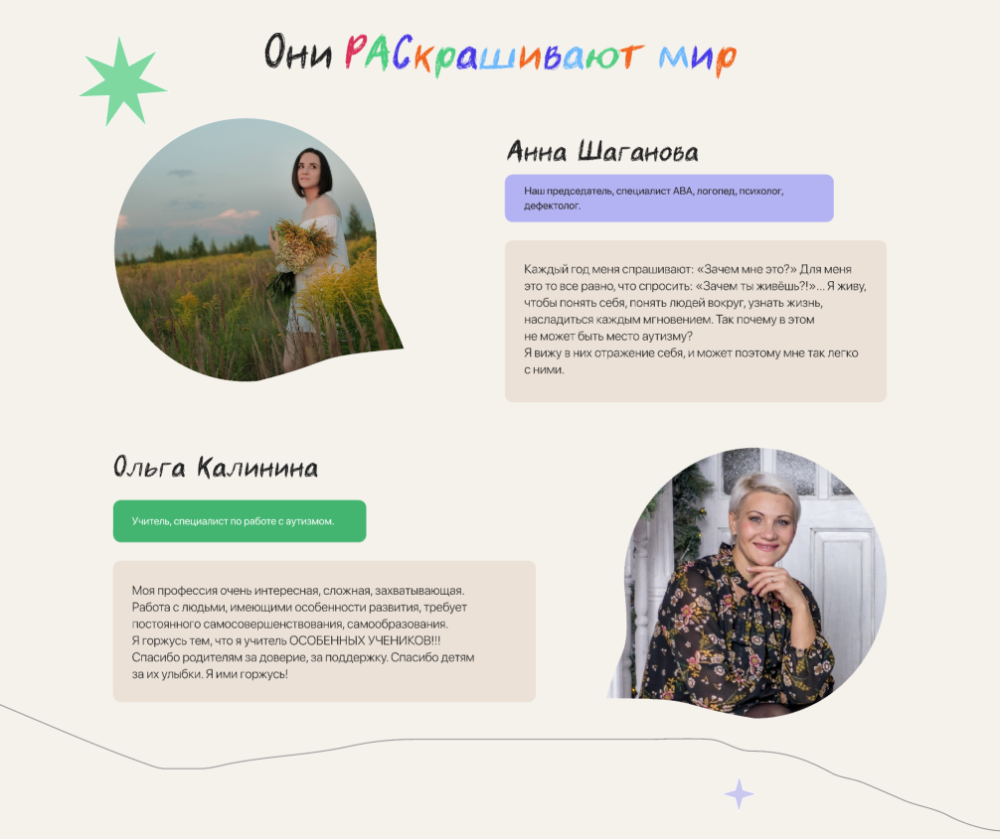 Они РАСкрашивают мир
Анна Шаганова
Наш председатель, специалист АВА, логопед, психолог,
дефектолог.
Каждый год меня спрашивают: «Зачем мне это?» Для меня
это то все равно, что спросить: «Зачем ты живёшь?!»... Я живу,
чтобы понять себя, понять людей вокруг, узнать жизнь,
насладиться каждым мгновением. Так почему в этом
не может быть место аутизму?
Я вижу в них отражение себя, и может поэтому мне так легко
с ними.
Ольга Калинина
Учитель, специалист по работе с аутизмом.
Моя профессия очень интересная, сложная, захватывающая.
Работа с людьми, имеющими особенности развития, требует
постоянного самосовершенствования, самообразования.
Я горжусь тем, что я учитель ОСОБЕННЫХ УЧЕНИКОВ!!!
Спасибо родителям за доверие, за поддержку. Спасибо детям
за их улыбки. Я ими горжусь!